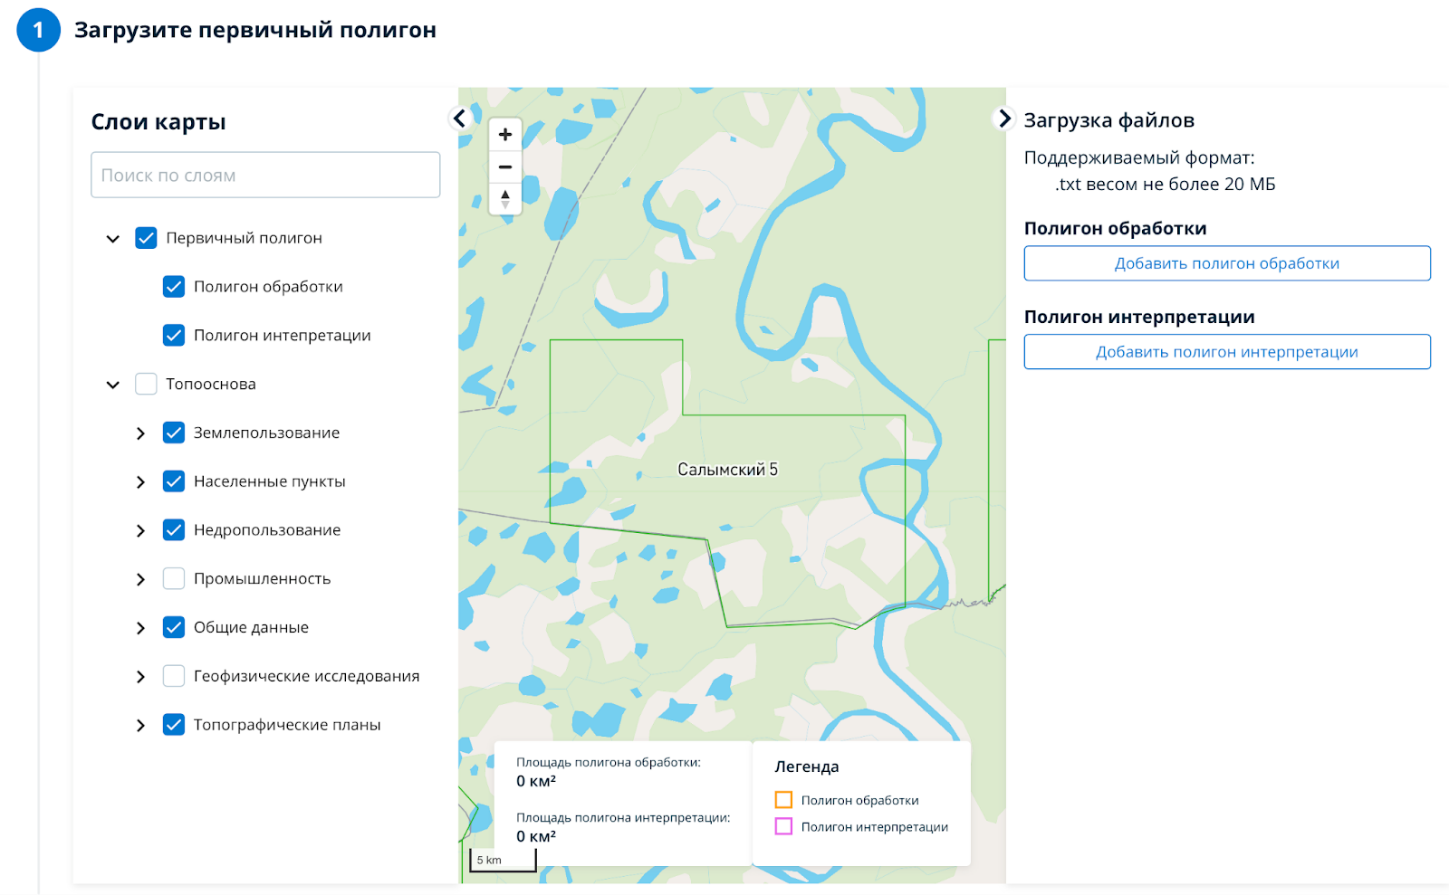 1 Загрузите первичный полигон
Слои карты
Поиск по слоям
Первичный полигон
Полигон обработки
Полигон интепретации
Топооснова
Землепользование
Населенные пункты
Недропользование
Промышленность
Общие данные
Геофизические исследования
Топографические планы
Салымский 5
Площадь полигона обработки:
0 км²
Площадь полигона интерпретации:
0 км²
5 km
Легенда
Полигон обработки
Полигон интерпретации
Загрузка файлов
Поддерживаемый формат:
.txt весом не более 20 МБ
Полигон обработки
Добавить полигон обработки
Полигон интерпретации
Добавить полигон интерпретации